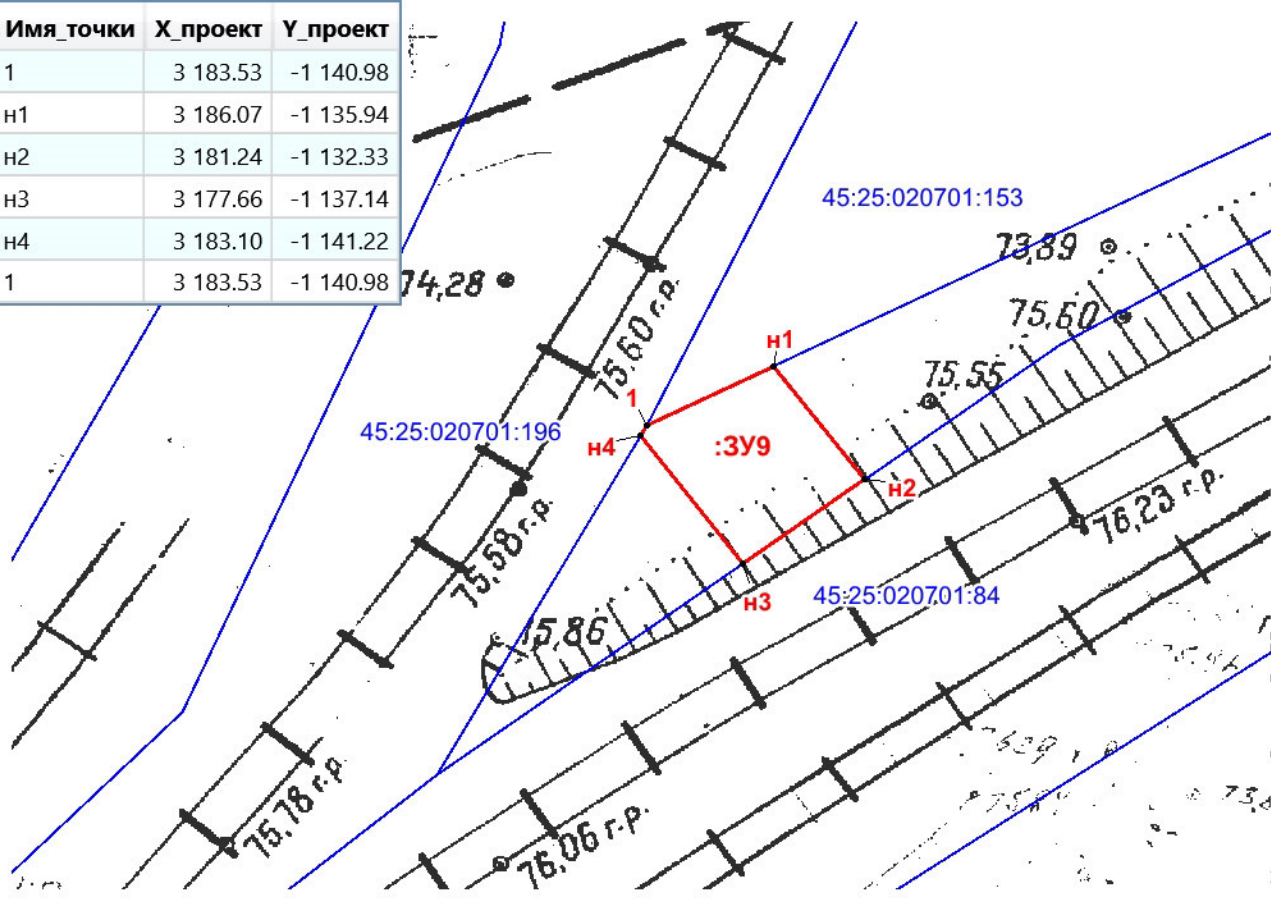 Имя_точки X_проект Y_проект
1 3 183.53 -1 140.98
н1 3 186.07 -1 135.94
н2 3 181.24 -1 132.33
н3 3 177.66 -1 137.14
н4 3 183.10 -1 141.22
1 3 183.53 -1 140.98
45:25:020701:153
73,89
74,28
75,60
75,60 г.р.
н1
75,55
1
45:25:020701:196
н4
:ЗУ9
н2
76,23 г.р.
75,58 г.р.
н3
45:25:020701:84
75,86
75,78 г.р.
76,06 г.р.